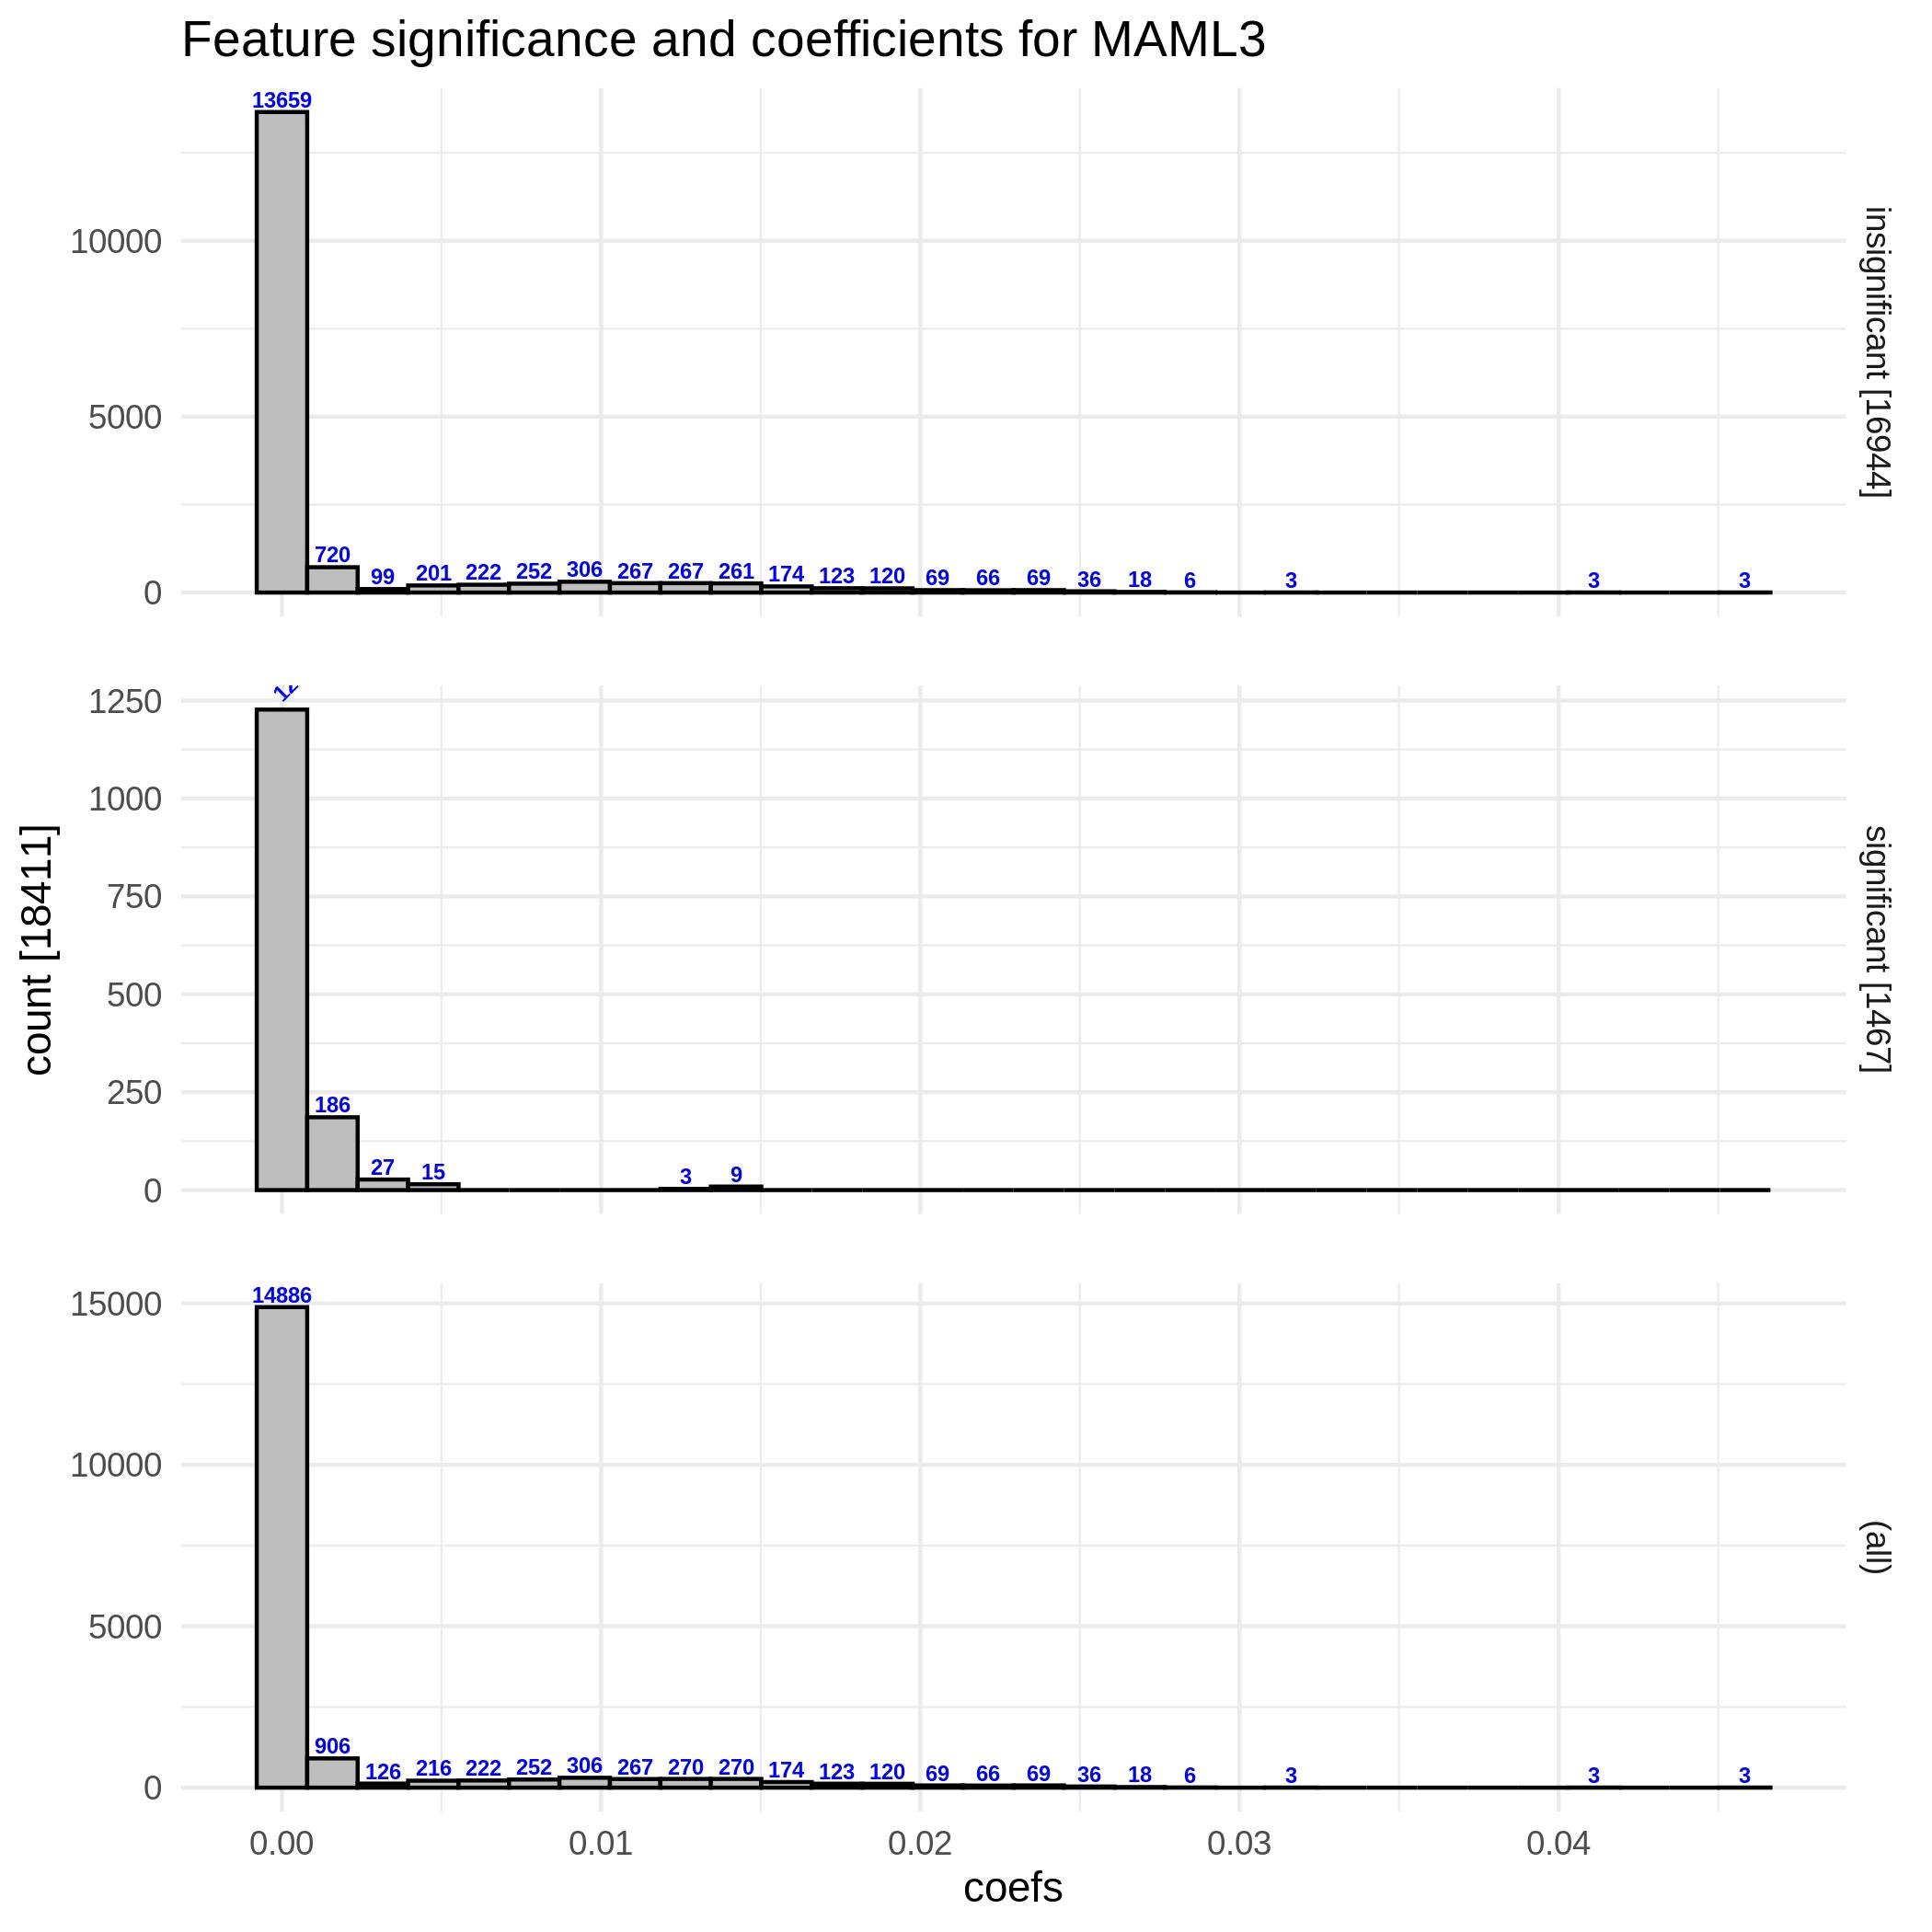 Feature significance and coefficients for MAML3
13659
10000
5000
0
720 99 201 222 252 306 267 267 261 174 123 120 69 66 69 36 18 6 3 3 3
insignificant [16944]
1250
1000
750
500
250
0
186 27 15 3 9
significant [1467]
count [18411]
14886
15000
10000
5000
0
906 126 216 222 252 306 267 270 270 174 123 120 69 66 69 36 18 6 3 3 3
(all)
0.00 0.01 0.02 0.03 0.04
coefs